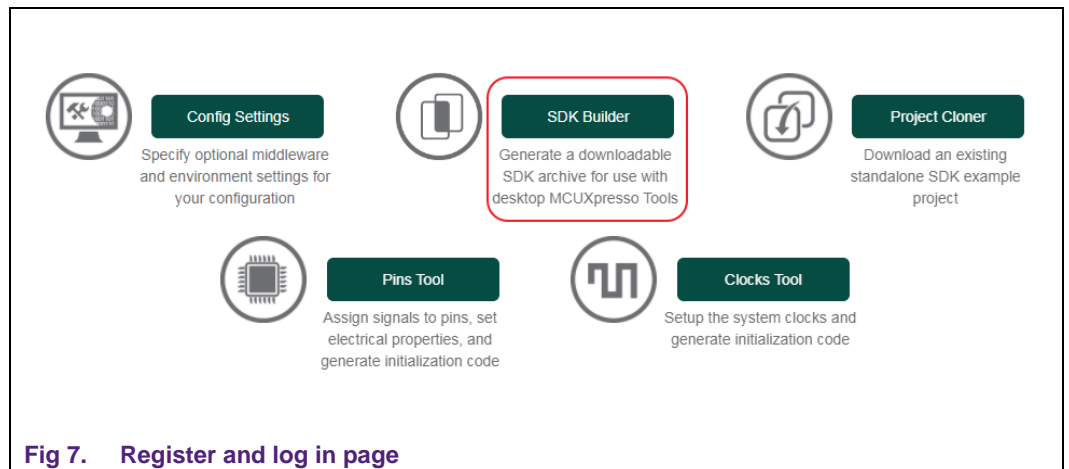 Config Settings
Specify optional middleware
and environment settings for
your configuration
SDK Builder
Generate a downloadable
SDK archive for use with
desktop MCUXpresso Tools
Project Cloner
Download an existing
standalone SDK example
project
Pins Tool
Assign signals to pins, set
electrical properties, and
generate initialization code
Clocks Tool
Setup the system clocks and
generate initialization code
Fig 7. Register and log in page